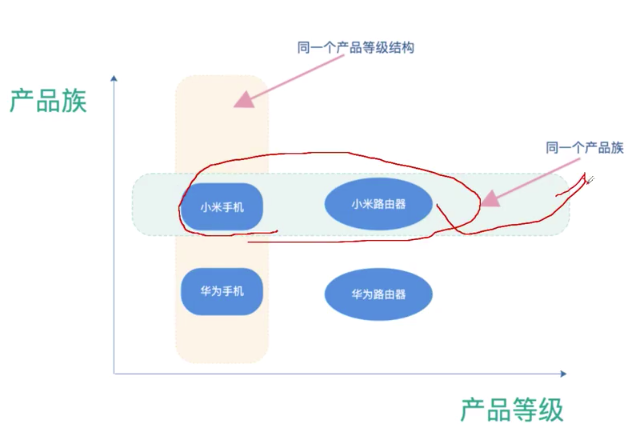 同一个产品等级结构
产品族
同一个产品族
小米手机
小米路由器
华为手机
华为路由器
产品等级